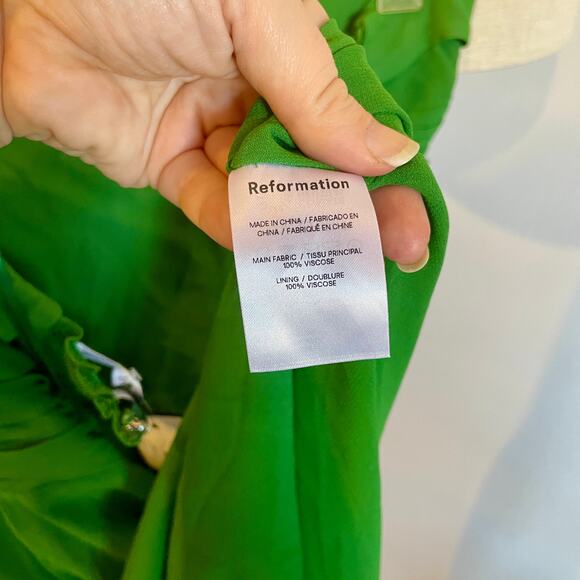 Reformation
MADE IN CHINA / FABRICADO EN
CHINA / FABRIQUÉ EN CHINE
MAIN FABRIC / TISSU PRINCIPAL
100% VISCOSE
LINING / DOUBLURE
100% VISCOSE